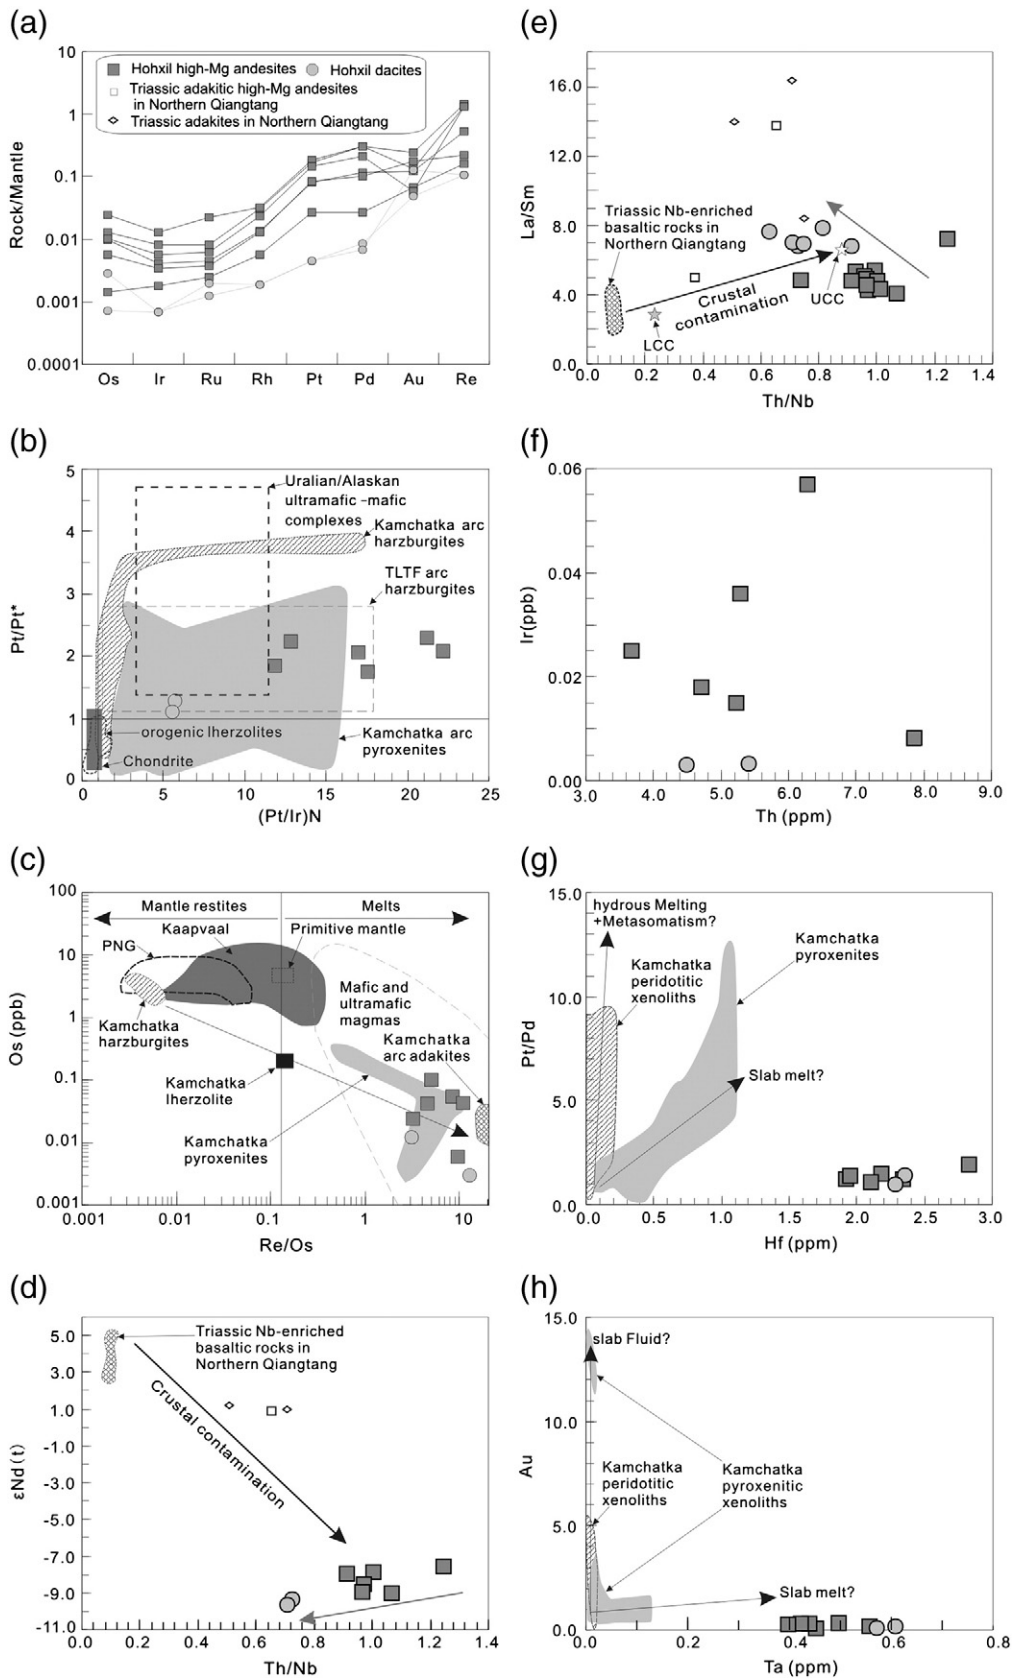 (a)
10
1
0.1
0.01
0.001
0.0001
Rock/Mantle
Hohxil high-Mg andesites
Hohxil dacites
Triassic adakitic high-Mg andesites
in Northern Qiangtang
Triassic adakites in Northern Qiangtang
Os Ir Ru Rh Pt Pd Au Re
(b)
5
4
3
2
1
0
Pt/Pt*
Uralian/Alaskan
ultramafic -mafic
complexes
Kamchatka arc
harzburgites
TLTF arc
harzburgites
orogenic lherzolites
Chondrite
Kamchatka arc
pyroxenites
0 5 10 15 20 25
(Pt/Ir)N
(c)
100
10
1
0.1
0.01
0.001
Os (ppb)
Mantle restites
Melts
Kaapvaal
Primitive mantle
PNG
Mafic and
ultramafic
magmas
Kamchatka
harzburgites
Kamchatka
arc adakites
Kamchatka
lherzolite
Kamchatka
pyroxenites
0.001 0.01 0.1 1 10
Re/Os
(d)
5.0
3.0
1.0
-1.0
-3.0
-5.0
-7.0
-9.0
-11.0
εNd(t)
Triassic Nb-enriched
basaltic rocks in
Northern Qiangtang
Crustal contamination
0.0 0.2 0.4 0.6 0.8 1.0 1.2 1.4
Th/Nb
(e)
16.0
12.0
8.0
4.0
0.0
La/Sm
Triassic Nb-enriched
basaltic rocks in
Northern Qiangtang
Crustal
contamination
UCC
LCC
0.0 0.2 0.4 0.6 0.8 1.0 1.2 1.4
Th/Nb
(f)
0.06
0.04
0.02
0.00
Ir(ppb)
3.0 4.0 5.0 6.0 7.0 8.0 9.0
Th (ppm)
(g)
15.0
10.0
5.0
0.0
Pt/Pd
hydrous Melting
+Metasomatism?
Kamchatka
peridotitic
xenoliths
Kamchatka
pyroxenites
Slab melt?
0.0 0.5 1.0 1.5 2.0 2.5 3.0
Hf (ppm)
(h)
15.0
10.0
5.0
0.0
Au
slab Fluid?
Kamchatka
peridotitic
xenoliths
Kamchatka
pyroxenitic
xenoliths
Slab melt?
0.0 0.2 0.4 0.6 0.8
Ta (ppm)